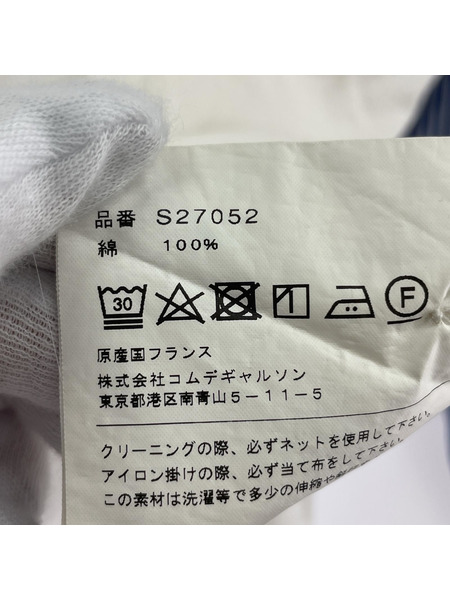 品番 S27052
綿 100%
30 F
原産国フランス
株式会社コムデギャルソン
東京都港区南青山5-11-5
クリーニングの際、必ずネットを使用して下さい。
アイロン掛けの際、必ず当て布をして下さい。
この素材は洗濯等で多少の伸縮や